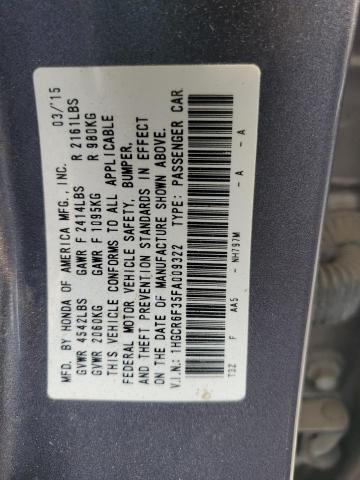 MFD. BY HONDA OF AMERICA MFG., INC. 03/'15
GVWR 4542LBS GAWR F 2414LBS R 2161LBS
GVWR 2060KG GAWR F 1095KG R 980KG
THIS VEHICLE CONFORMS TO ALL APPLICABLE
FEDERAL MOTOR VEHICLE SAFETY, BUMPER,
AND THEFT PREVENTION STANDARDS IN EFFECT
ON THE DATE OF MANUFACTURE SHOWN ABOVE.
V.I.N.: 1HGCR6F35FA009322 TYPE: PASSENGER CAR
T3Z F AA5 - NH797M - A - A